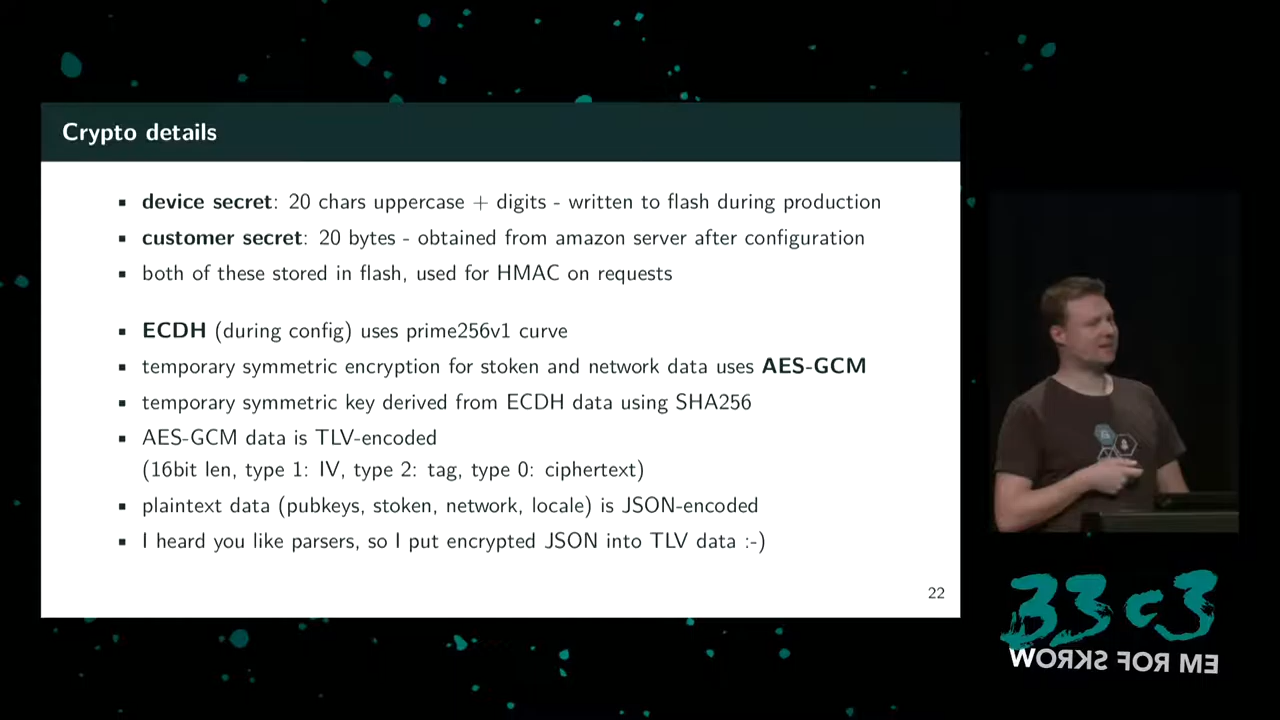 Crypto details
▪ device secret: 20 chars uppercase + digits - written to flash during production
▪ customer secret: 20 bytes - obtained from amazon server after configuration
▪ both of these stored in flash, used for HMAC on requests
▪ ECDH (during config) uses prime256v1 curve
▪ temporary symmetric encryption for stoken and network data uses AES-GCM
▪ temporary symmetric key derived from ECDH data using SHA256
▪ AES-GCM data is TLV-encoded
(16bit len, type 1: IV, type 2: tag, type 0: ciphertext)
▪ plaintext data (pubkeys, stoken, network, locale) is JSON-encoded
▪ I heard you like parsers, so I put encrypted JSON into TLV data :-)
22
33c3
WORKS FOR ME